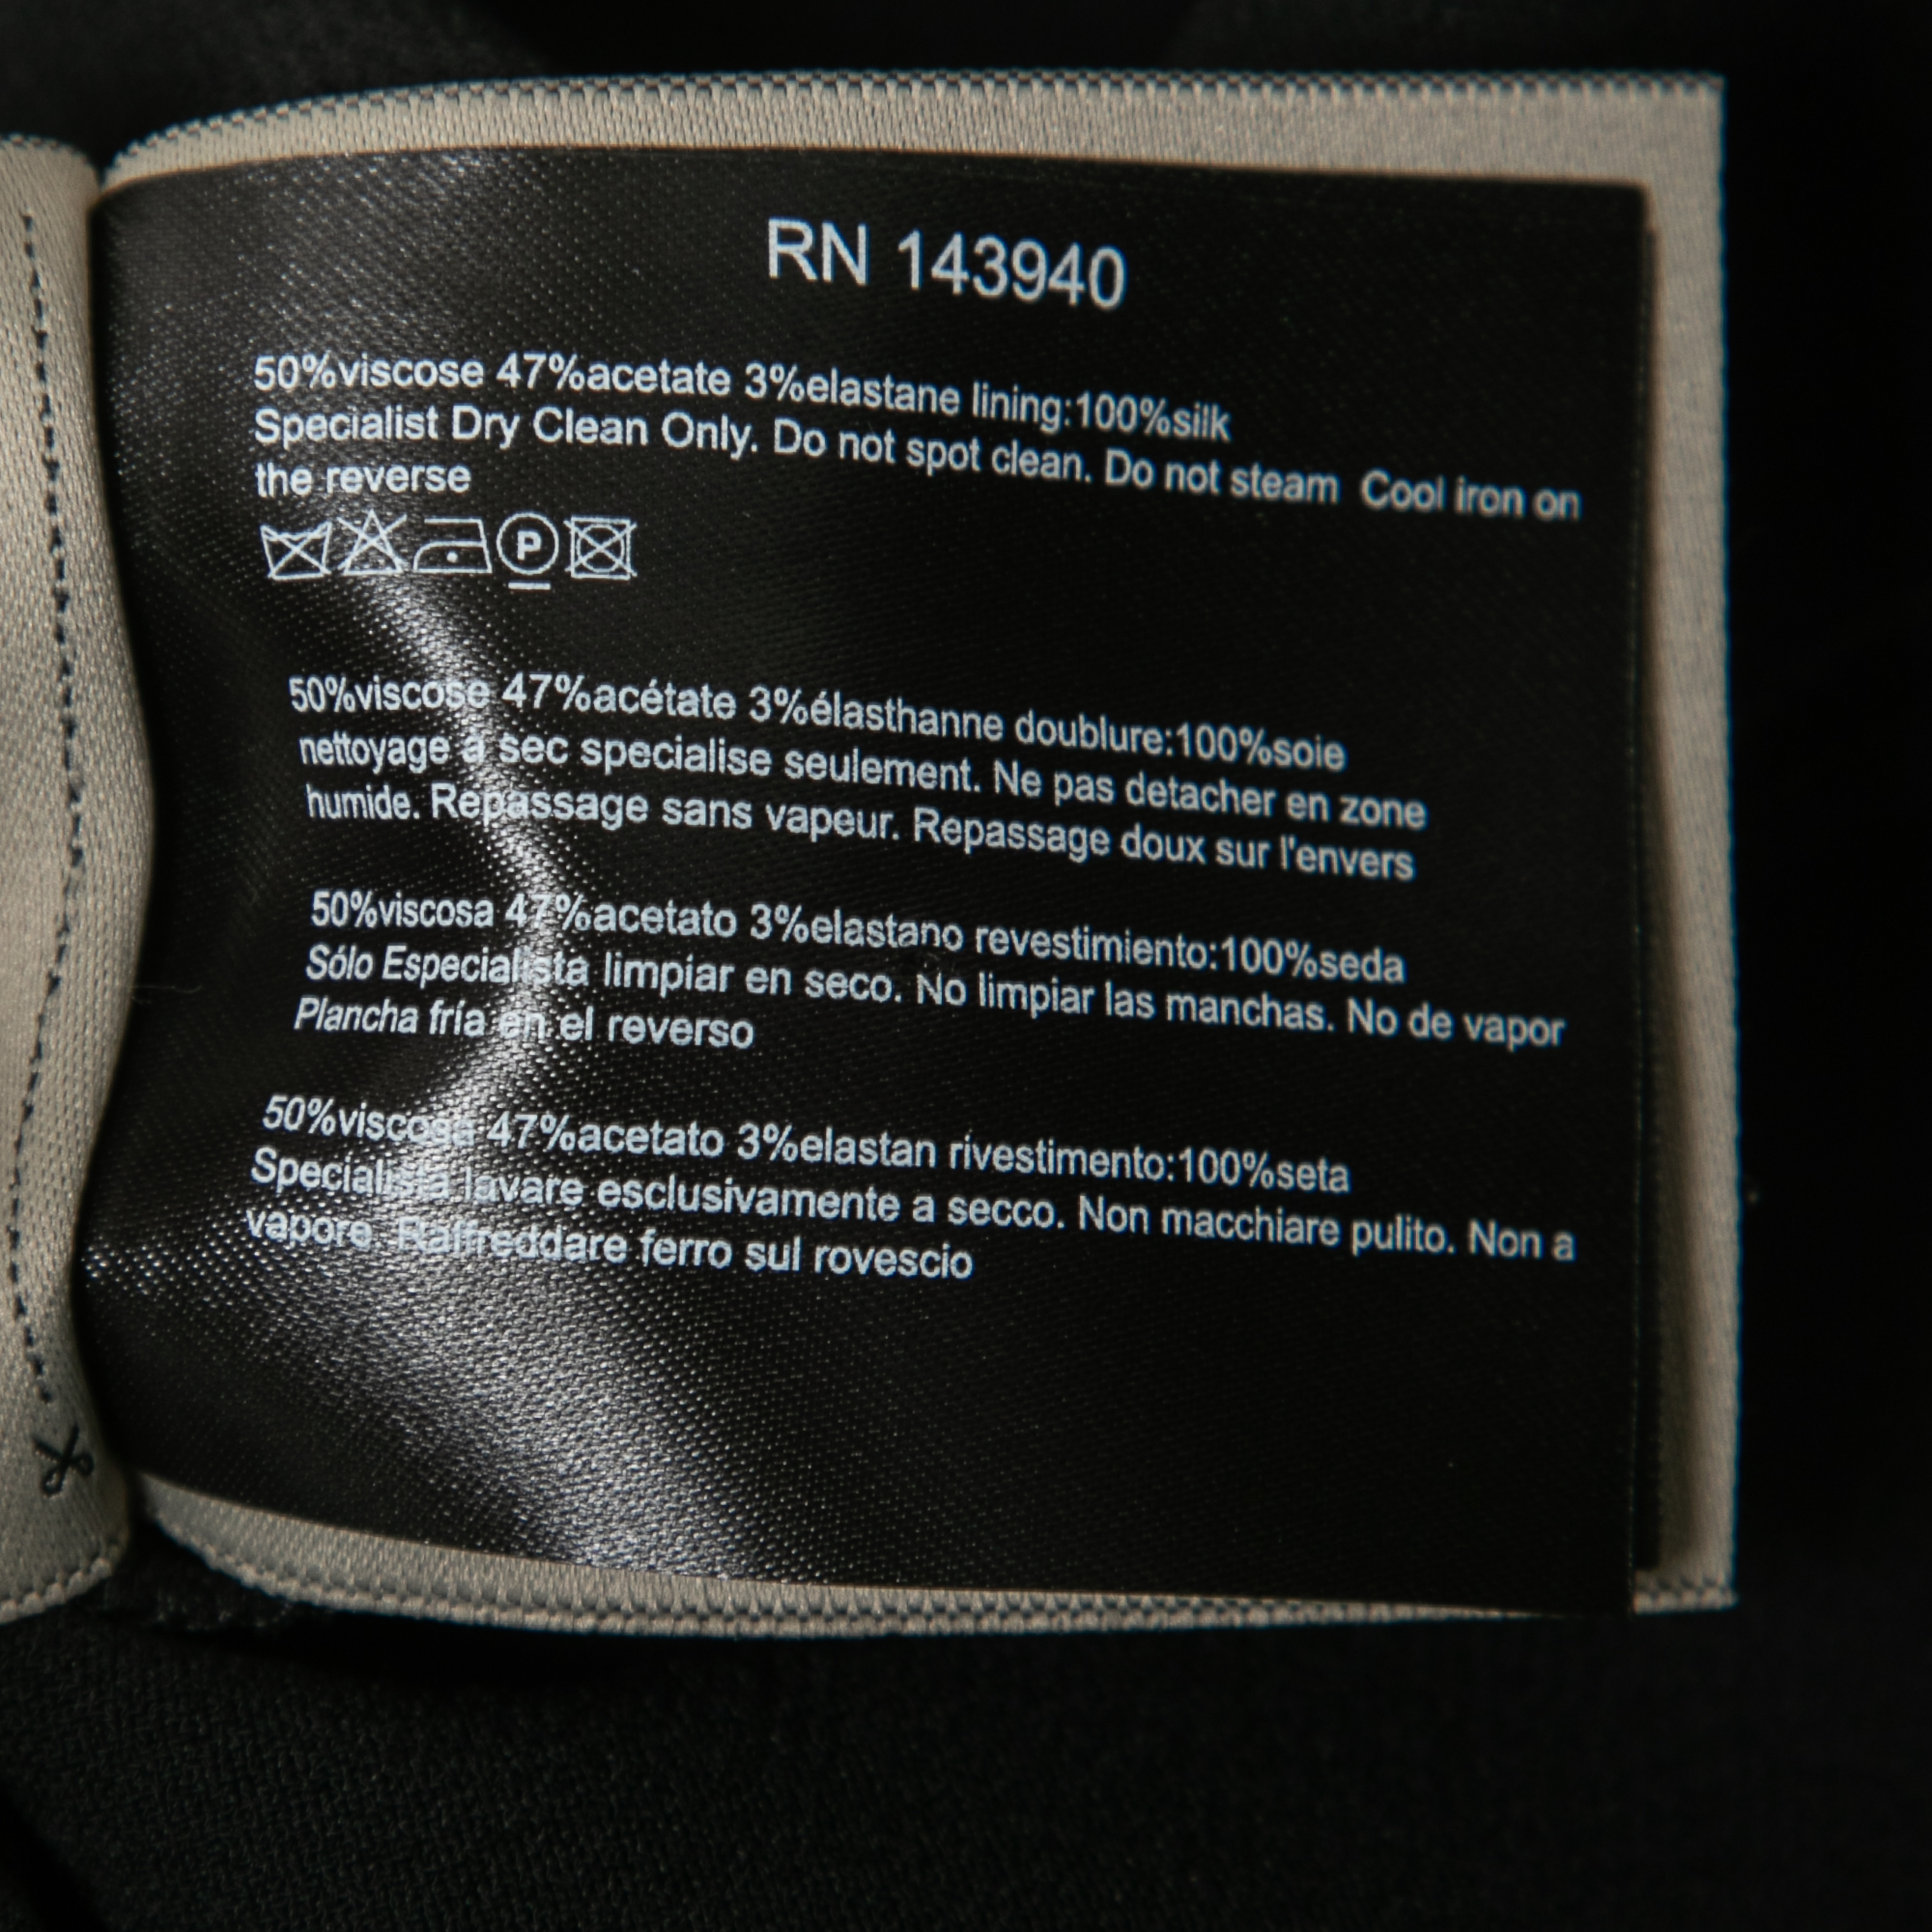 RN 143940
50%viscose 47%acetate 3%elastane lining:100%silk
Specialist Dry Clean Only. Do not spot clean. Do not steam Cool iron on
the reverse
P
50%viscose 47%acétate 3%élasthanne doublure:100%soie
nettoyage à sec specialise seulement. Ne pas detacher en zone
humide. Repassage sans vapeur. Repassage doux sur l'envers
50%viscosa 47%acetato 3%elastano revestimiento:100%seda
Sólo Especialista limpiar en seco. No limpiar las manchas. No de vapor
Plancha fría en el reverso
50%viscosa 47%acetato 3%elastan rivestimento:100%seta
Specialista lavare esclusivamente a secco. Non macchiare pulito. Non a
vapore Raffreddare ferro sul rovescio